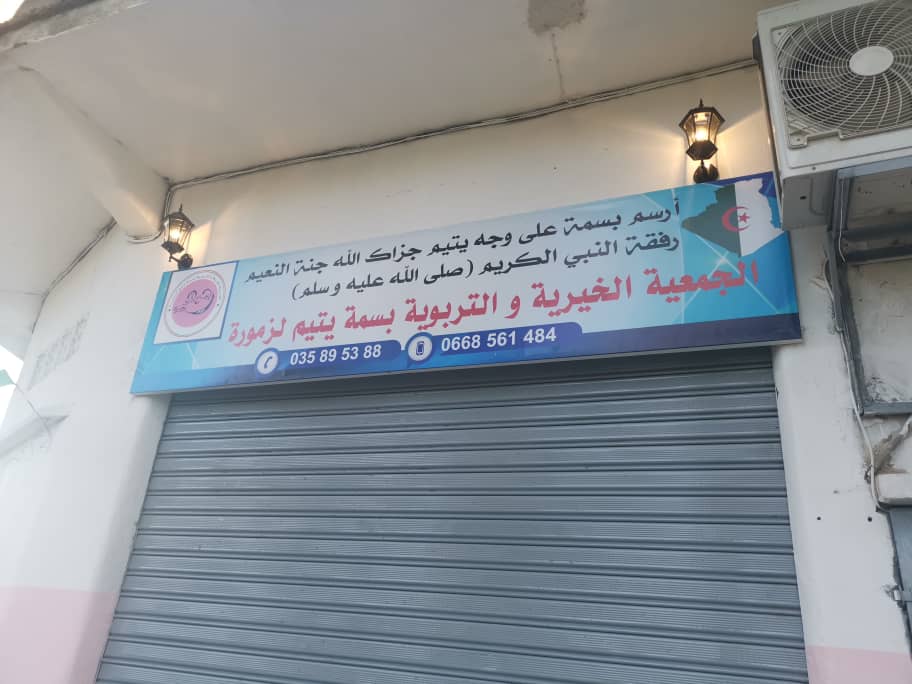 أرسم بسمة على وجه يتيم جزاك الله جنة النعيم
رفقة النبي الكريم (صلى الله عليه وسلم)
الجمعية الخيرية و التربوية بسمة يتيم لزمورة
035 89 53 88
0668 561 484